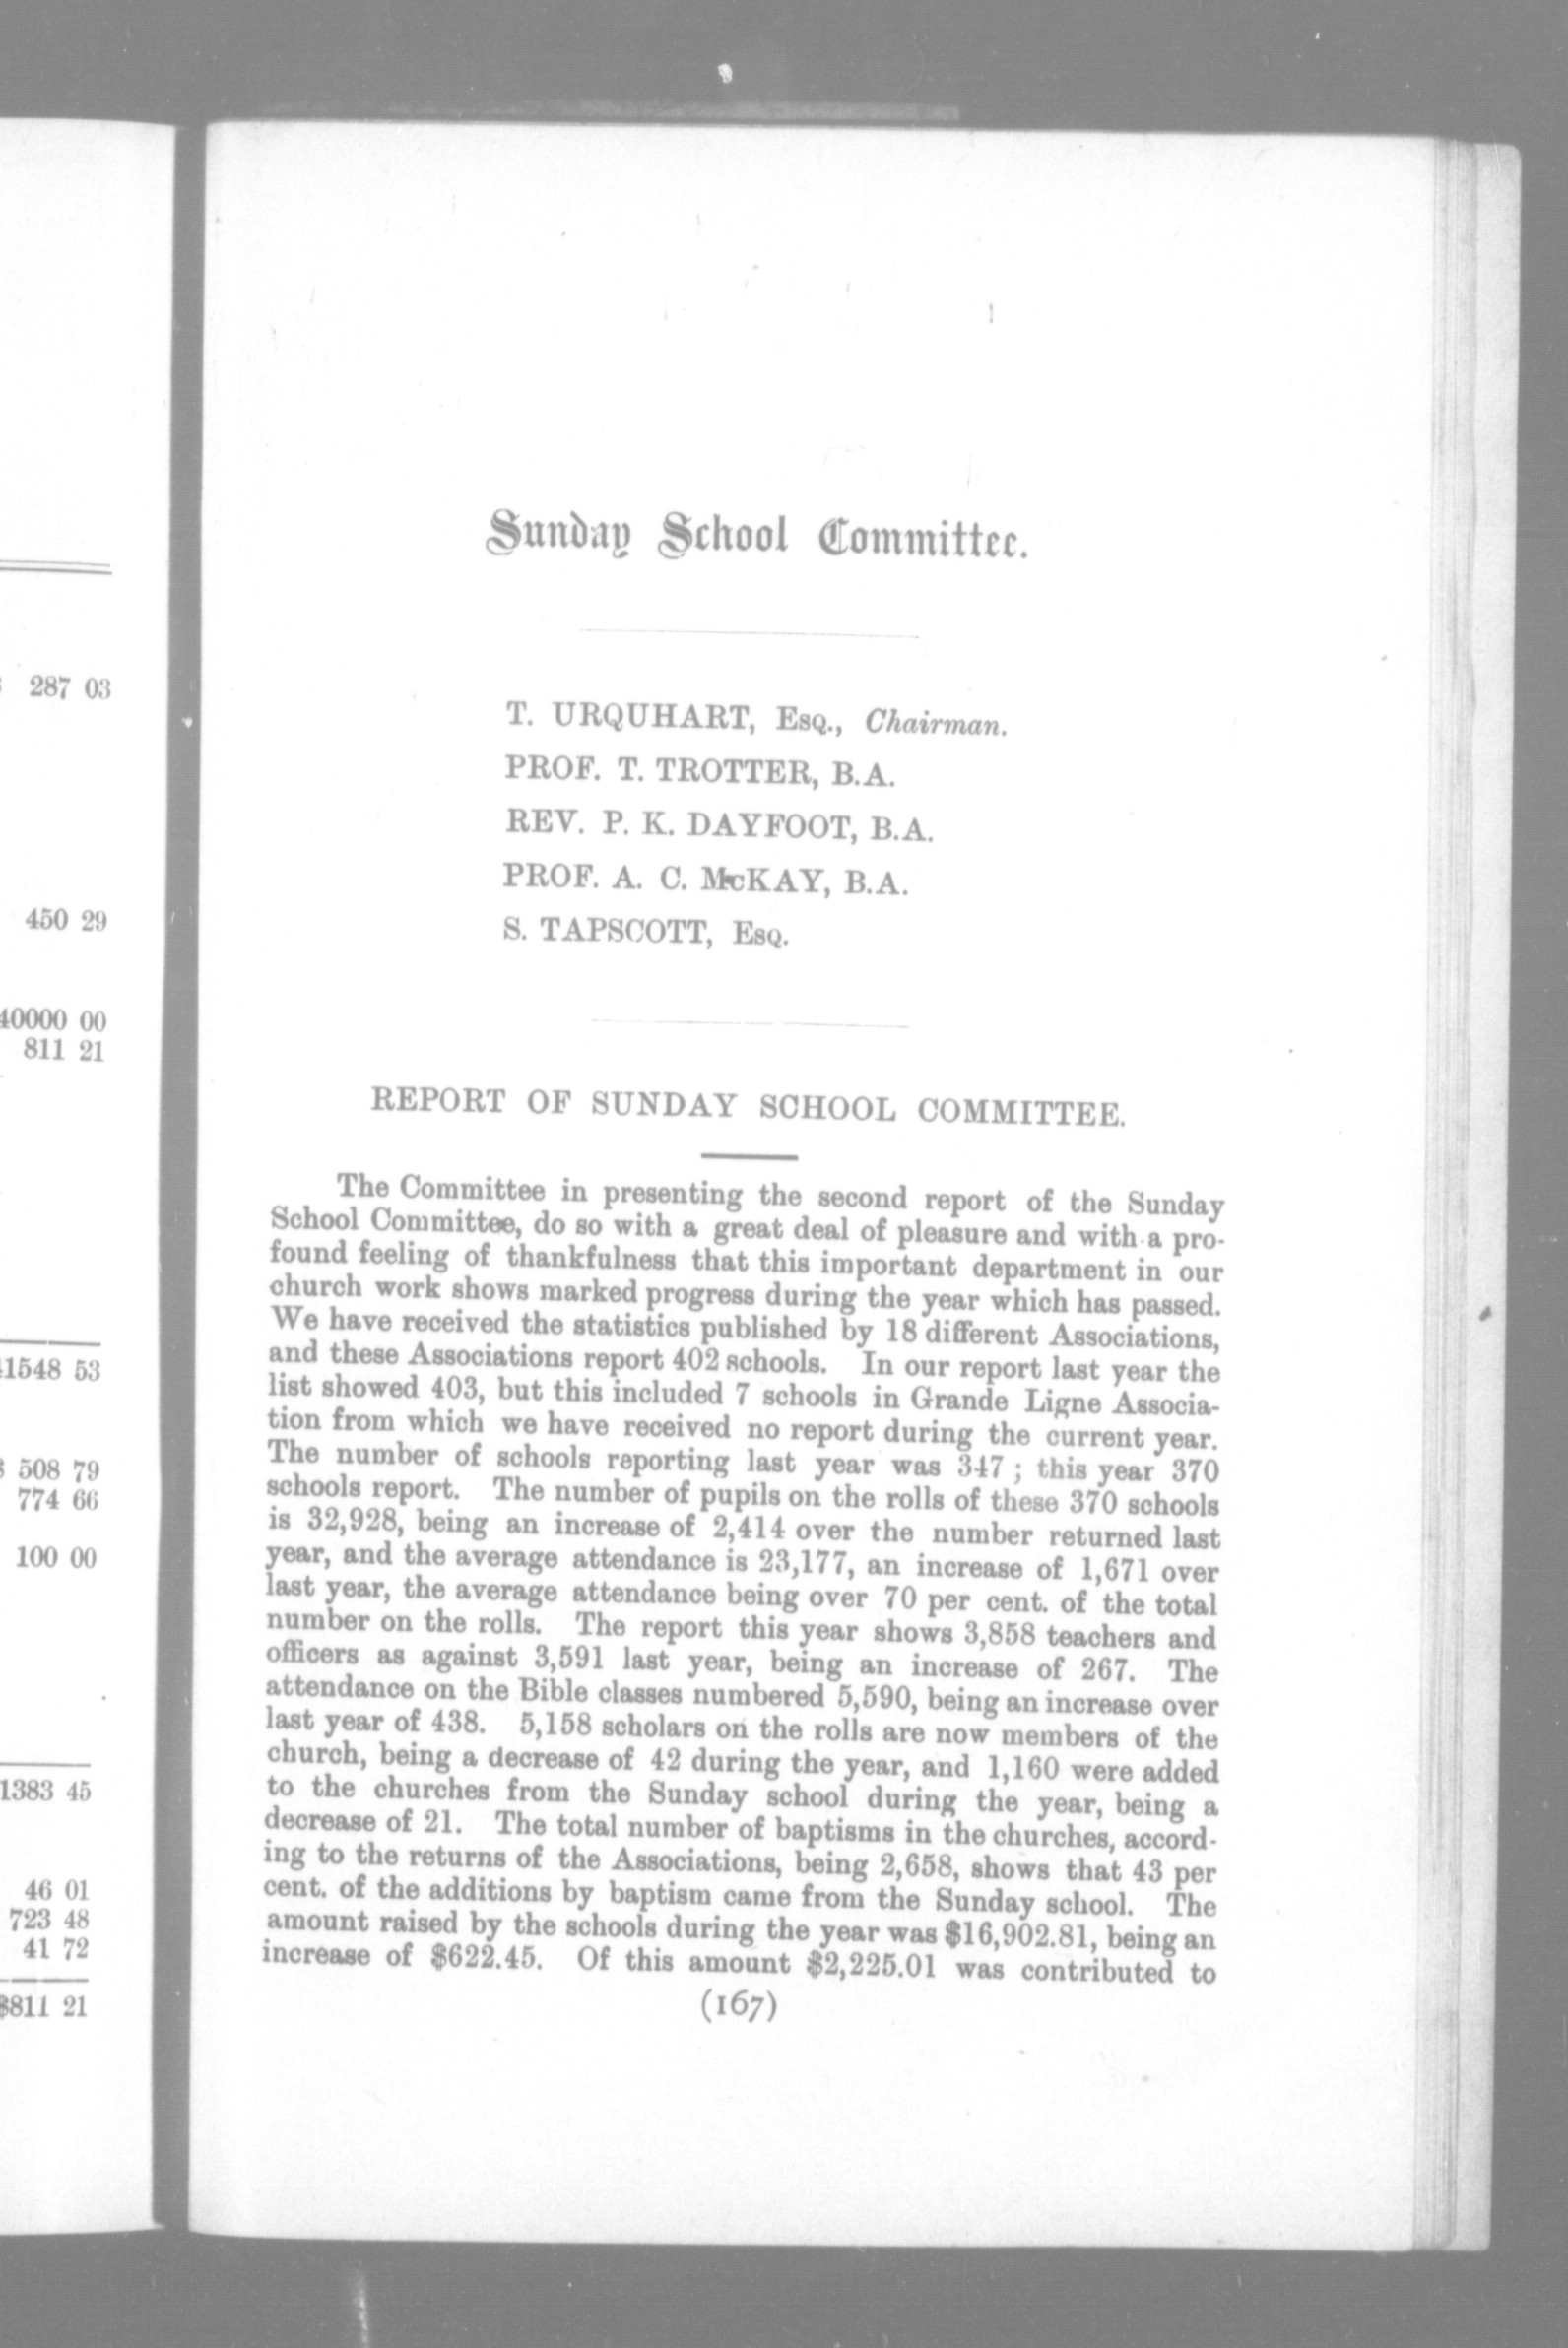 287 03
450 29
40000 00
811 21
1548 53
508 79
774 66
100 00
1383 45
46 01
723 48
41 72
$811 21
Sunday School Committee.
T. URQUHART, Esq., Chairman.
PROF. T. TROTTER, B.A.
REV. P. K. DAYFOOT, B.A.
PROF. A. C. McKAY, B.A.
S. TAPSCOTT, Esq.
REPORT OF SUNDAY SCHOOL COMMITTEE.
The Committee in presenting the second report of the Sunday
School Committee, do so with a great deal of pleasure and with a pro-
found feeling of thankfulness that this important department in our
church work shows marked progress during the year which has passed.
We have received the statistics published by 18 different Associations,
and these Associations report 402 schools. In our report last year the
list showed 403, but this included 7 schools in Grande Ligne Associa-
tion from which we have received no report during the current year.
The number of schools reporting last year was 347 ; this year 370
schools report. The number of pupils on the rolls of these 370 schools
is 32,928, being an increase of 2,414 over the number returned last
year, and the average attendance is 23,177, an increase of 1,671 over
last year, the average attendance being over 70 per cent. of the total
number on the rolls. The report this year shows 3,858 teachers and
officers as against 3,591 last year, being an increase of 267. The
attendance on the Bible classes numbered 5,590, being an increase over
last year of 438. 5,158 scholars on the rolls are now members of the
church, being a decrease of 42 during the year, and 1,160 were added
to the churches from the Sunday school during the year, being a
decrease of 21. The total number of baptisms in the churches, accord-
ing to the returns of the Associations, being 2,658, shows that 43 per
cent. of the additions by baptism came from the Sunday school. The
amount raised by the schools during the year was $16,902.81, being an
increase of $622.45. Of this amount $2,225.01 was contributed to
(167)